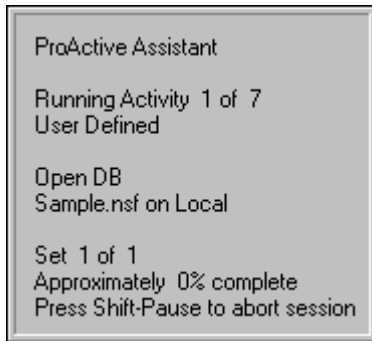 ProActive Assistant
Running Activity 1 of 7
User Defined
Open DB
Sample.nsf on Local
Set 1 of 1
Approximately 0% complete
Press Shift-Pause to abort session